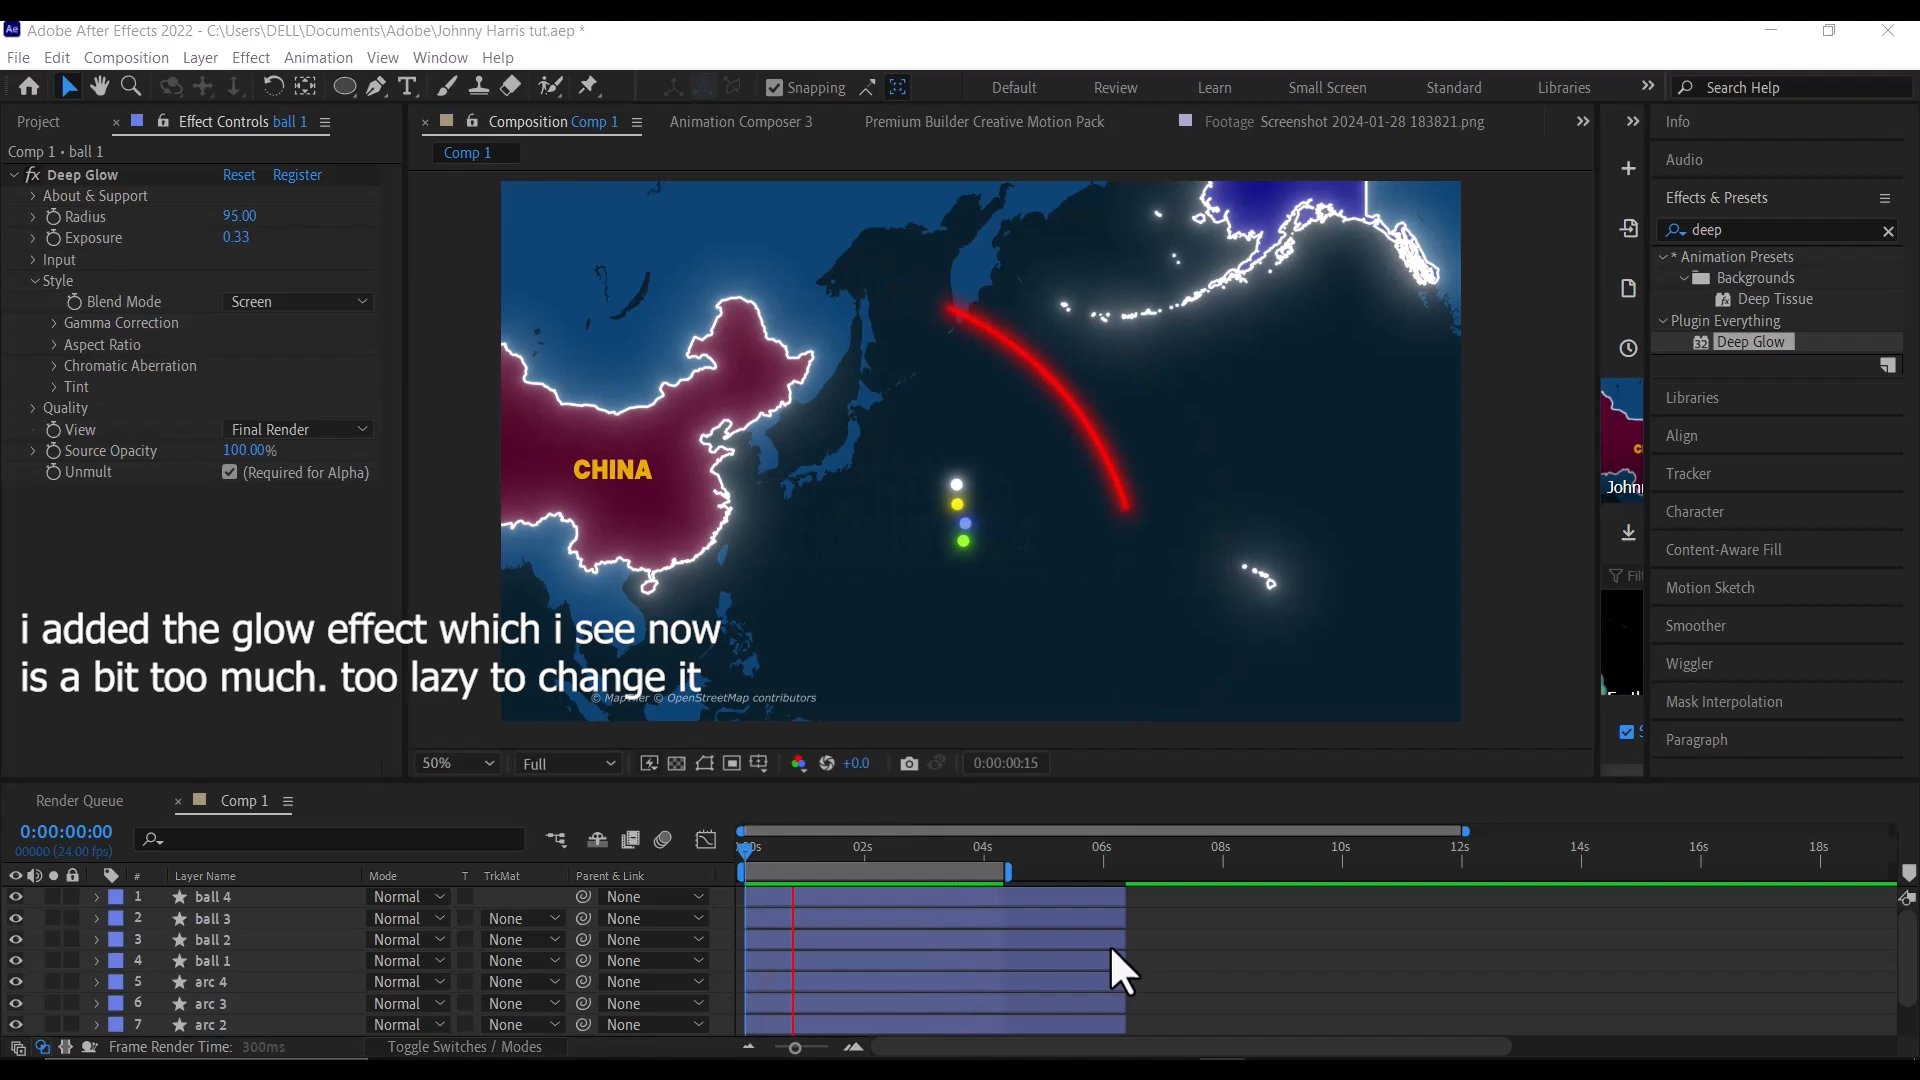 Ae Adobe After Effects 2022 - C:\Users\DELL\Documents\Adobe\Johnny Harris tut.aep *
File Edit Composition Layer Effect Animation View Window Help
Snapping Default Review Learn Small Screen Standard Libraries Search Help
Project Effect Controls ball 1
Composition Comp 1 Animation Composer 3 Premium Builder Creative Motion Pack Footage Screenshot 2024-01-28 183821.png
Comp 1 • ball 1
Comp 1
Deep Glow Reset Register
About & Support
Radius 95.00
Exposure 0.33
Input
Style
Blend Mode Screen
Gamma Correction
Aspect Ratio
Chromatic Aberration
Tint
Quality
View Final Render
Source Opacity 100.00%
Unmult (Required for Alpha)
CHINA
i added the glow effect which i see now
is a bit too much. too lazy to change it
© MapTiler © OpenStreetMap contributors
50% Full +0.0 0:00:00:15
Info
Audio
Effects & Presets
deep
* Animation Presets
Backgrounds
Deep Tissue
Plugin Everything
32 Deep Glow
Libraries
Align
Tracker
Character
Content-Aware Fill
Motion Sketch
Smoother
Wiggler
Mask Interpolation
Paragraph
Render Queue Comp 1
0:00:00:00
00000 (24.00 fps)
02s 04s 06s 08s 10s 12s 14s 16s 18s
# Layer Name Mode T TrkMat Parent & Link
1 ball 4 Normal None
2 ball 3 Normal None None
3 ball 2 Normal None None
4 ball 1 Normal None None
5 arc 4 Normal None None
6 arc 3 Normal None None
7 arc 2 Normal None None
Frame Render Time: 300ms Toggle Switches / Modes